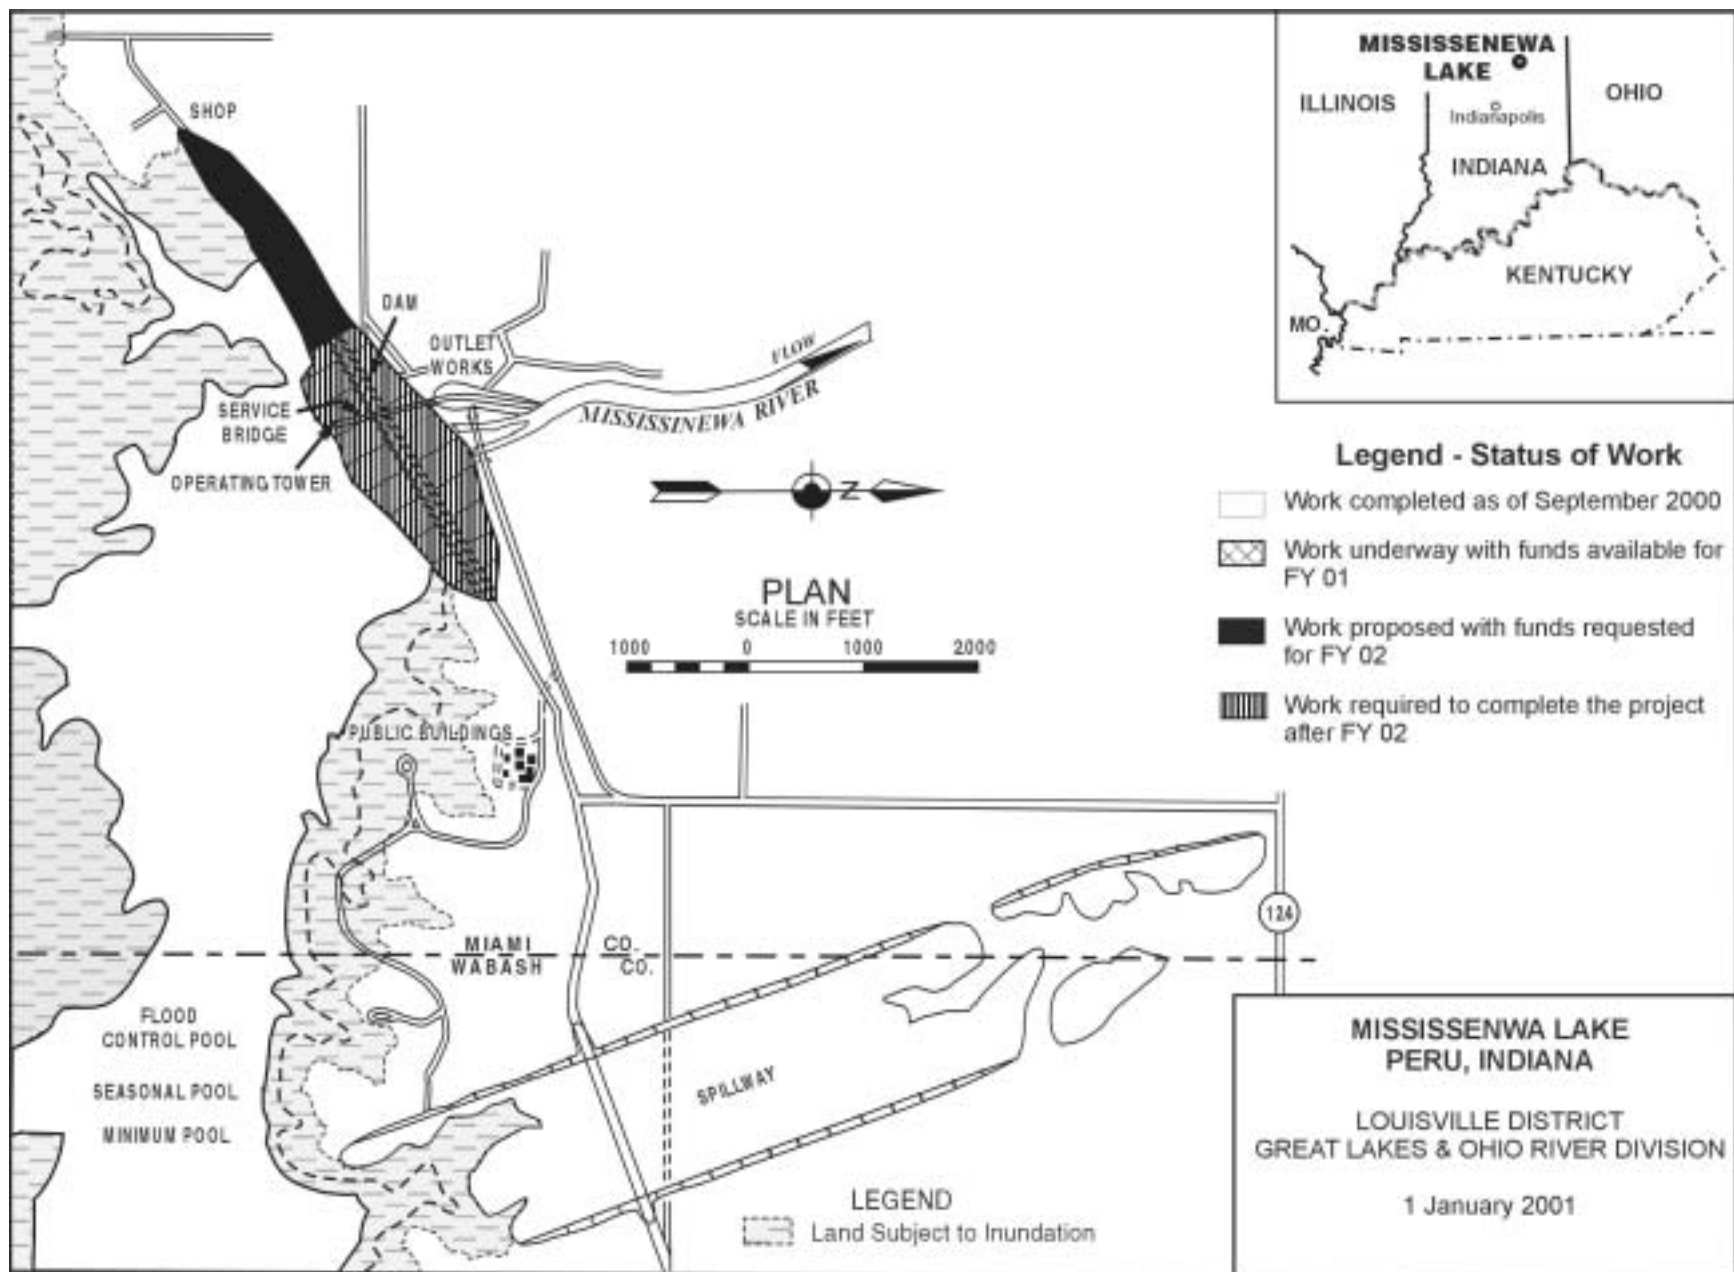 SHOP
DAM
OUTLET
WORKS
FLOW
MISSISSINEWA RIVER
SERVICE
BRIDGE
OPERATING TOWER
Z
PLAN
SCALE IN FEET
1000 0 1000 2000
PUBLIC BUILDINGS
MIAMI CO.
WABASH CO.
124
FLOOD
CONTROL POOL
SEASONAL POOL
MINIMUM POOL
SPILLWAY
LEGEND
Land Subject to Inundation
MISSISSENEWA
LAKE
ILLINOIS
OHIO
Indianapolis
INDIANA
KENTUCKY
MO.
Legend - Status of Work
Work completed as of September 2000
Work underway with funds available for
FY 01
Work proposed with funds requested
for FY 02
Work required to complete the project
after FY 02
MISSISSENWA LAKE
PERU, INDIANA
LOUISVILLE DISTRICT
GREAT LAKES & OHIO RIVER DIVISION
1 January 2001